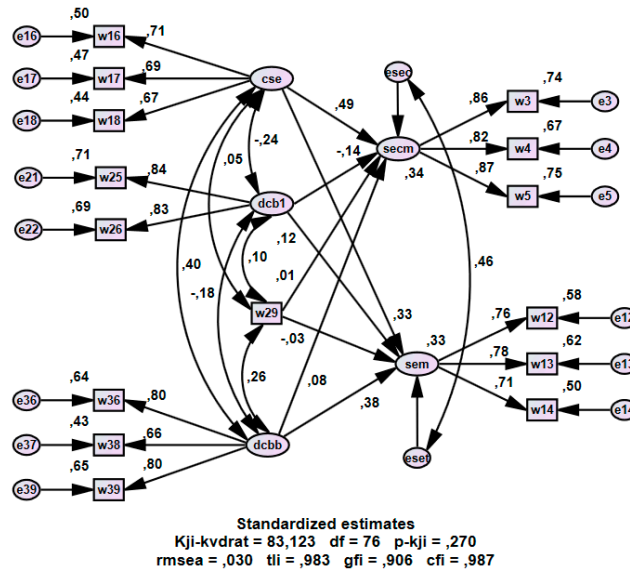 ,50
e16 w16 ,71
,47
e17 w17 ,69 cse esec
,44
e18 w18 ,67
,49 ,86 w3 ,74 e3
,82 w4 ,67 e4
secm
,34 ,87 w5 ,75 e5
-,24
,05 -,14
,71
e21 w25 ,84
,69
e22 w26 ,83 dcb1
,12
,10 ,01
,40 -,18
w29
,46
,33
-,03
,26
,08
,38
,33 sem
,76 w12 ,58 e12
,78 w13 ,62 e13
,71 w14 ,50 e14
,64
e36 w36 ,80
,43
e37 w38 ,66 dcbb eset
,65
e39 w39 ,80
Standardized estimates
Kji-kvdrat = 83,123 df = 76 p-kji = ,270
rmsea = ,030 tli = ,983 gfi = ,906 cfi = ,987